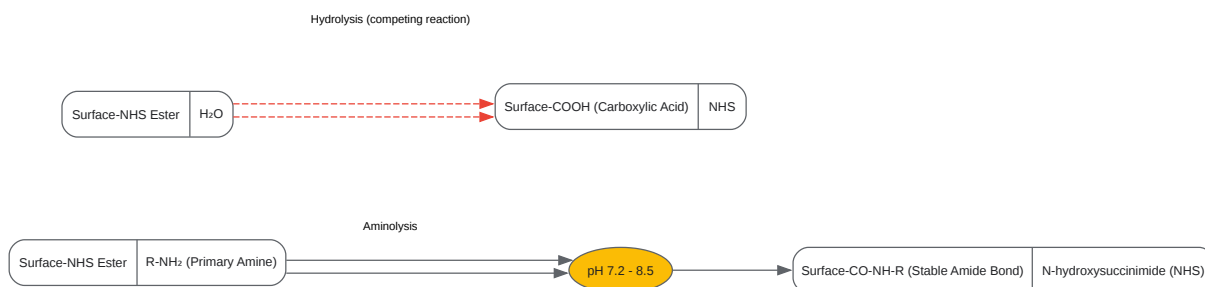 Hydrolysis (competing reaction)
Surface-NHS Ester
H₂O
Surface-COOH (Carboxylic Acid)
NHS
Aminolysis
Surface-NHS Ester
R-NH₂ (Primary Amine)
pH 7.2 - 8.5
Surface-CO-NH-R (Stable Amide Bond)
N-hydroxysuccinimide (NHS)